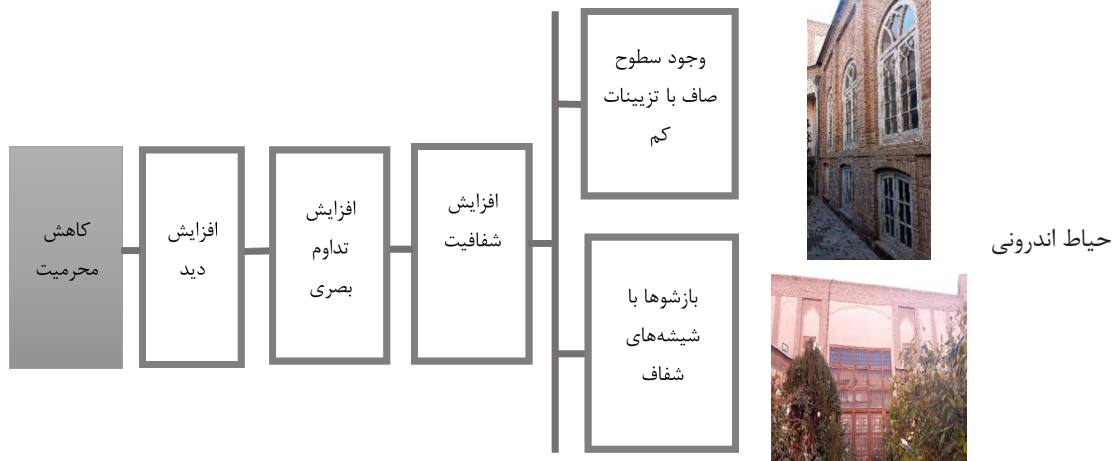 حیاط اندرونی
وجود سطوح
صاف با تزیینات
کم
بازشوها با
شیشه‌های
شفاف
افزایش
شفافیت
افزایش
تداوم
بصری
افزایش
دید
کاهش
محرمیت